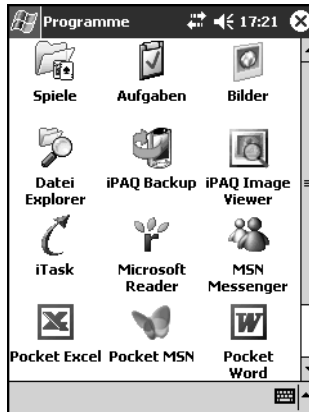 Programme 17:21
Spiele Aufgaben Bilder
Datei Explorer iPAQ Backup iPAQ Image Viewer
iTask Microsoft Reader MSN Messenger
Pocket Excel Pocket MSN Pocket Word